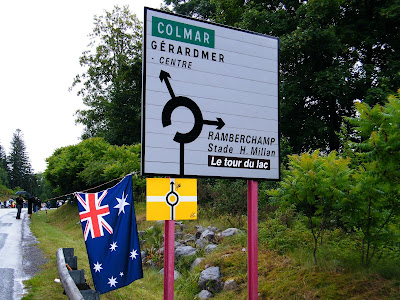 COLMAR
GÉRARDMER
- CENTRE
RAMBERCHAMP
Stade H. Millan
Le tour du lac